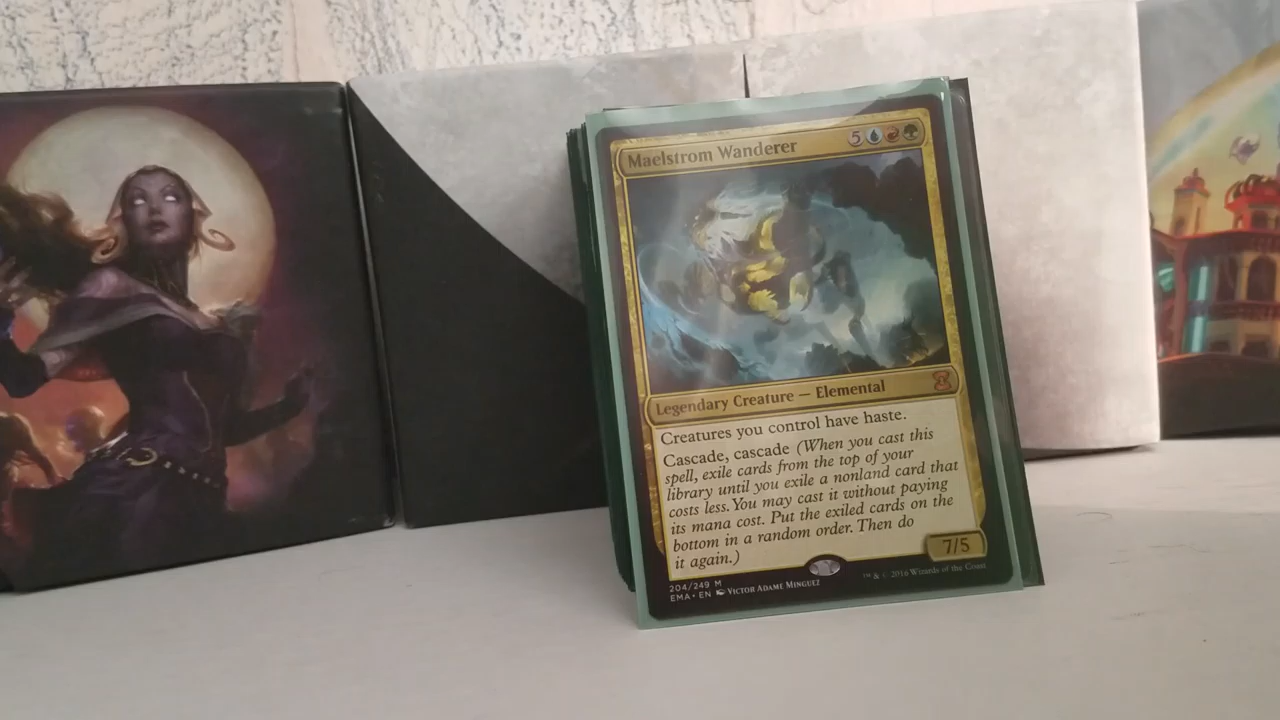 Maelstrom Wanderer 5
Legendary Creature — Elemental
Creatures you control have haste.
Cascade, cascade (When you cast this
spell, exile cards from the top of your
library until you exile a nonland card that
costs less. You may cast it without paying
its mana cost. Put the exiled cards on the
bottom in a random order. Then do
it again.)
7/5
204/249 M
EMA • EN VICTOR ADAME MINGUEZ
™ & © 2016 Wizards of the Coast